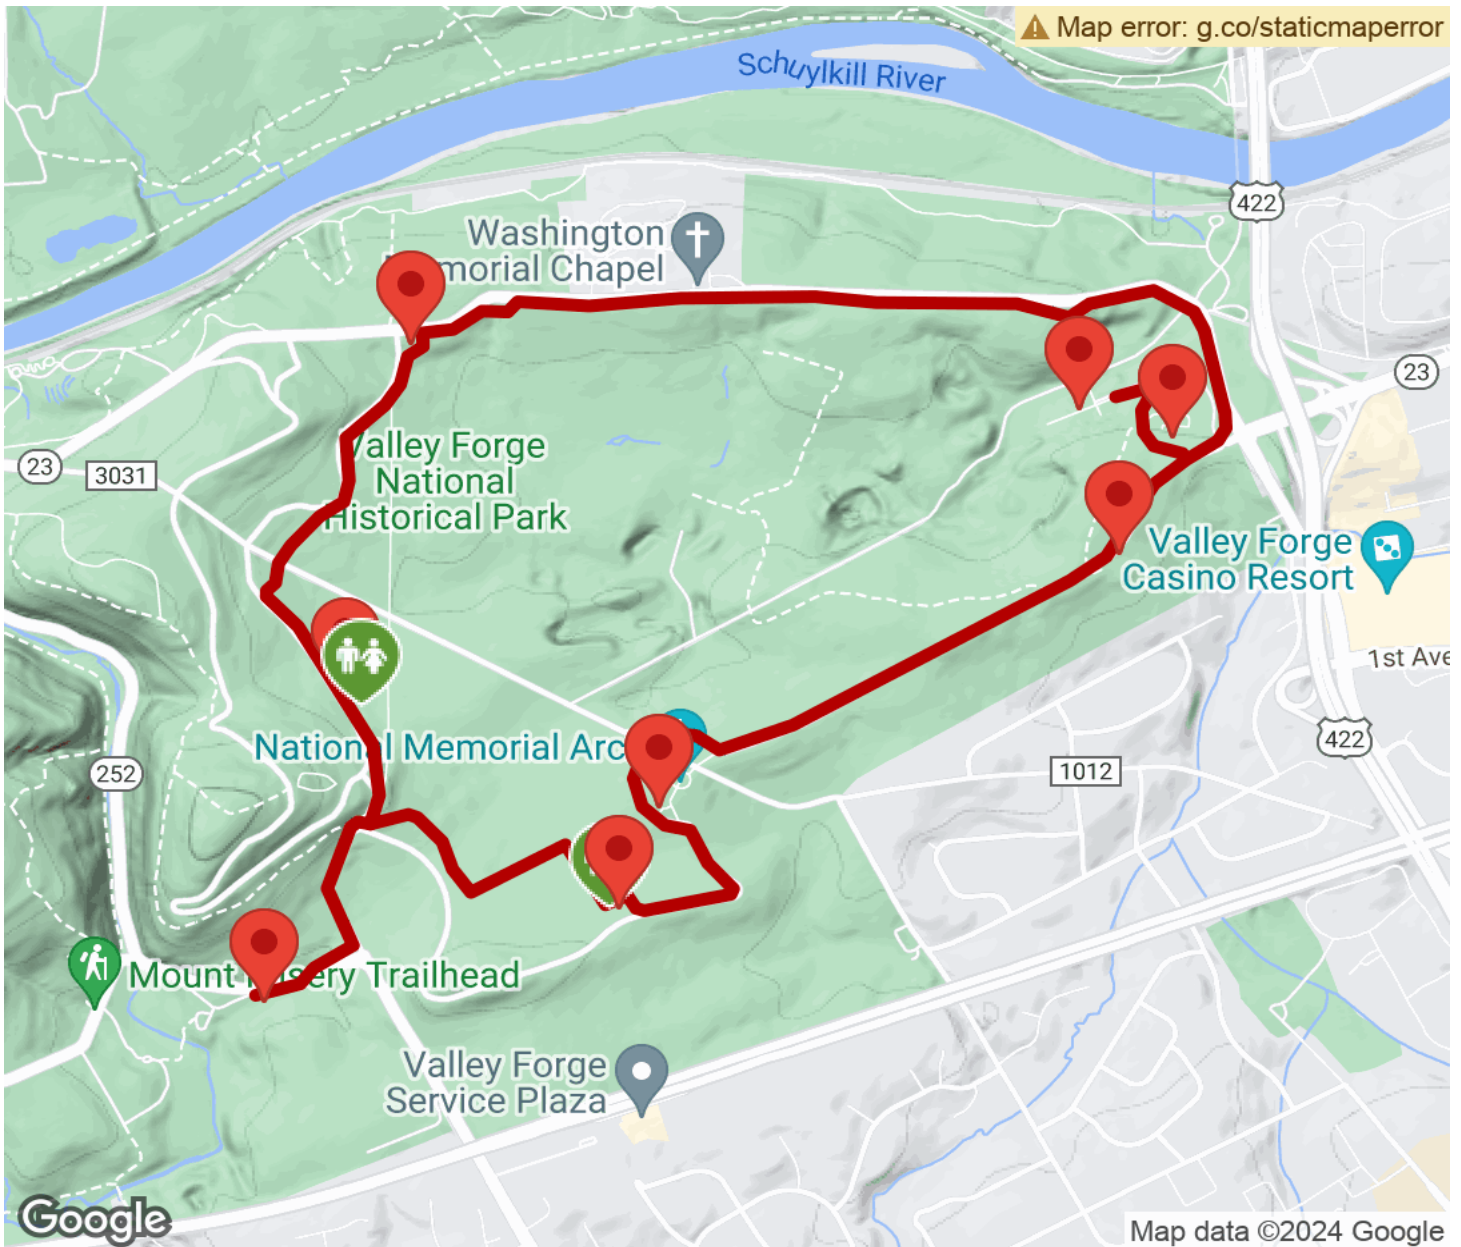 Map error: g.co/staticmaperror
Schuylkill River
422
Washington
morial Chapel
23
Valley Forge
National
Historical Park
23
3031
Valley Forge
Casino Resort
1st Ave
National Memorial Arc
422
252
1012
Mount Misery Trailhead
Valley Forge
Service Plaza
Google
Map data ©2024 Google